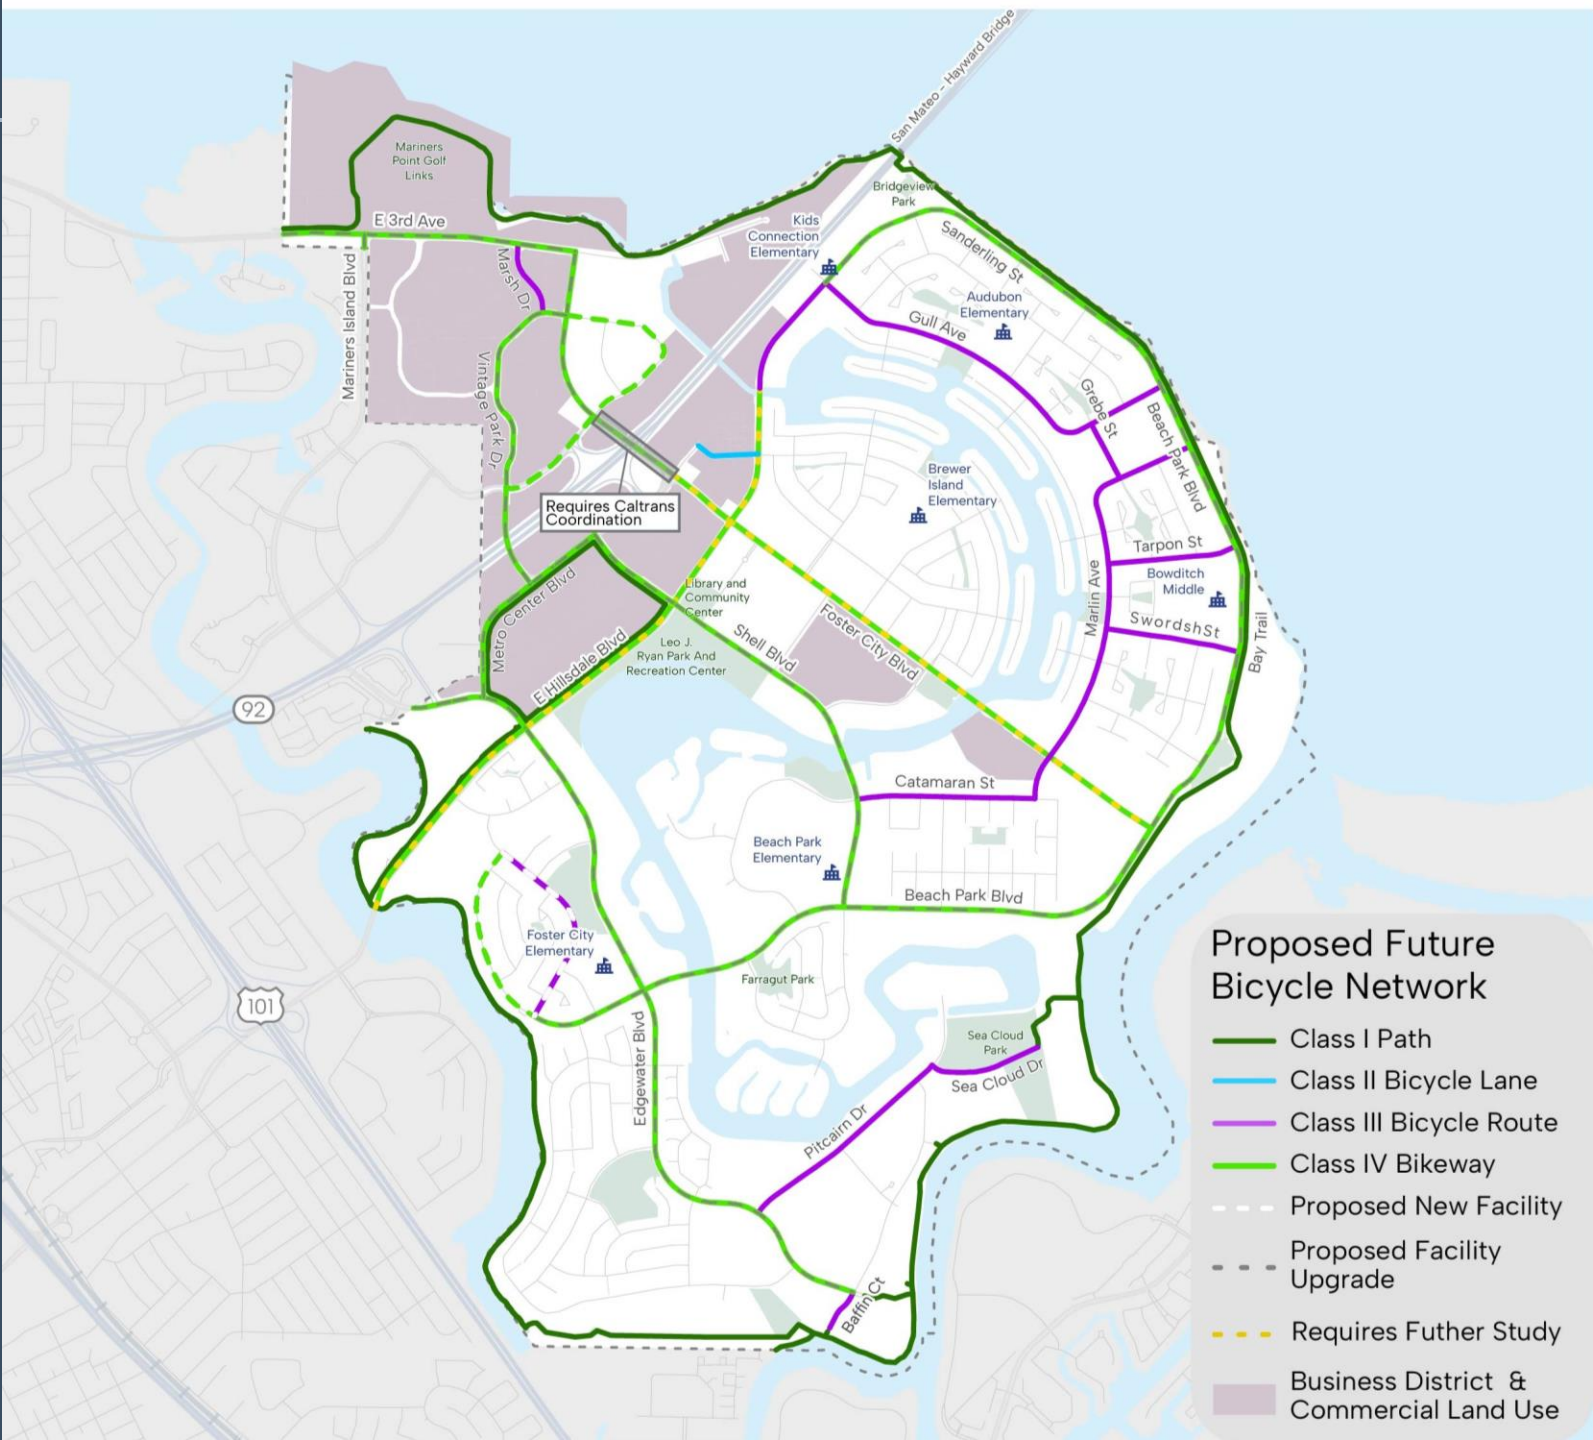 San Mateo - Hayward Bridge
Mariners
Point Golf
Links
E 3rd Ave
Bridgeview
Park
Kids
Connection
Elementary
Sanderling St
Mariners Island Blvd
Marsh Dr
Audubon
Elementary
Gull Ave
Vintage Park Dr
Grebe St
Beach Park Blvd
Brewer
Island
Elementary
Requires Caltrans
Coordination
Tarpon St
Bowditch
Middle
Metro Center Blvd
Library and
Community
Center
Marlin Ave
SwordshSt
Foster City Blvd
Shell Blvd
Bay Trail
E Hillsdale Blvd
Leo J.
Ryan Park And
Recreation Center
92
Catamaran St
Beach Park
Elementary
Beach Park Blvd
Foster City
Elementary
Farragut Park
101
Edgewater Blvd
Sea Cloud
Park
Sea Cloud Dr
Pitcairn Dr
Baffin Ct
Proposed Future
Bicycle Network
Class I Path
Class II Bicycle Lane
Class III Bicycle Route
Class IV Bikeway
Proposed New Facility
Proposed Facility
Upgrade
Requires Futher Study
Business District &
Commercial Land Use